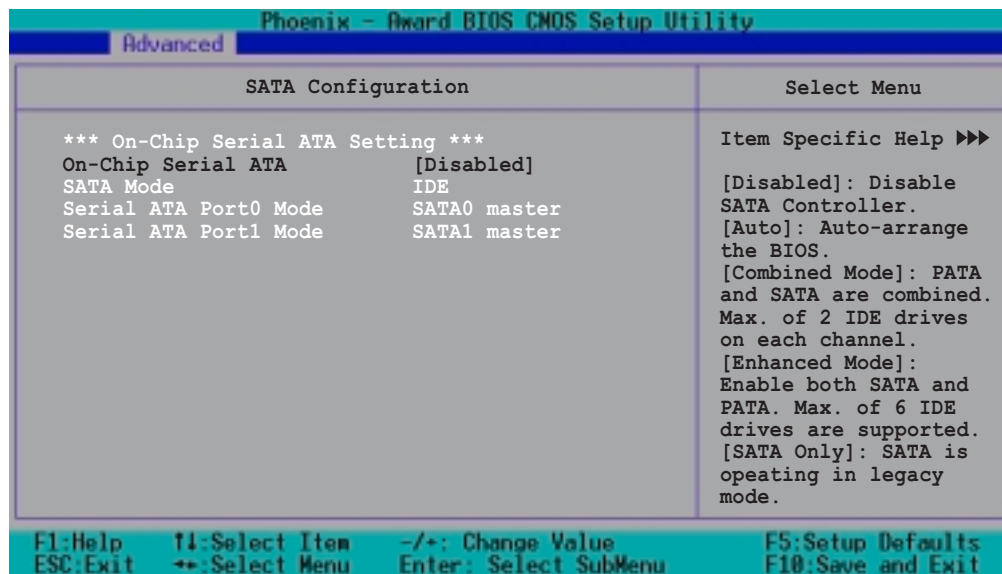 Phoenix - Award BIOS CMOS Setup Utility
Advanced
SATA Configuration
Select Menu
*** On-Chip Serial ATA Setting ***
On-Chip Serial ATA [Disabled]
SATA Mode IDE
Serial ATA Port0 Mode SATA0 master
Serial ATA Port1 Mode SATA1 master
Item Specific Help ▶▶▶
[Disabled]: Disable
SATA Controller.
[Auto]: Auto-arrange
the BIOS.
[Combined Mode]: PATA
and SATA are combined.
Max. of 2 IDE drives
on each channel.
[Enhanced Mode]:
Enable both SATA and
PATA. Max. of 6 IDE
drives are supported.
[SATA Only]: SATA is
opeating in legacy
mode.
F1:Help ↑↓:Select Item -/+: Change Value F5:Setup Defaults
ESC:Exit ←→:Select Menu Enter: Select SubMenu F10:Save and Exit